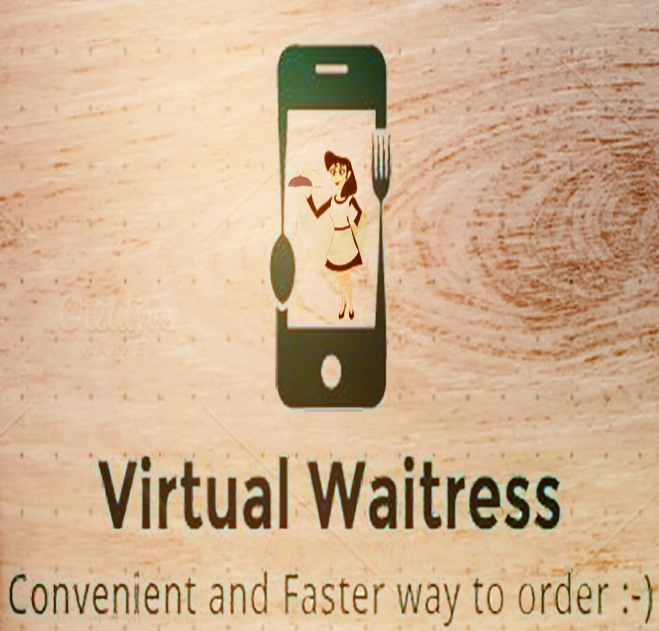 Virtual Waitress
Convenient and Faster way to order :-)